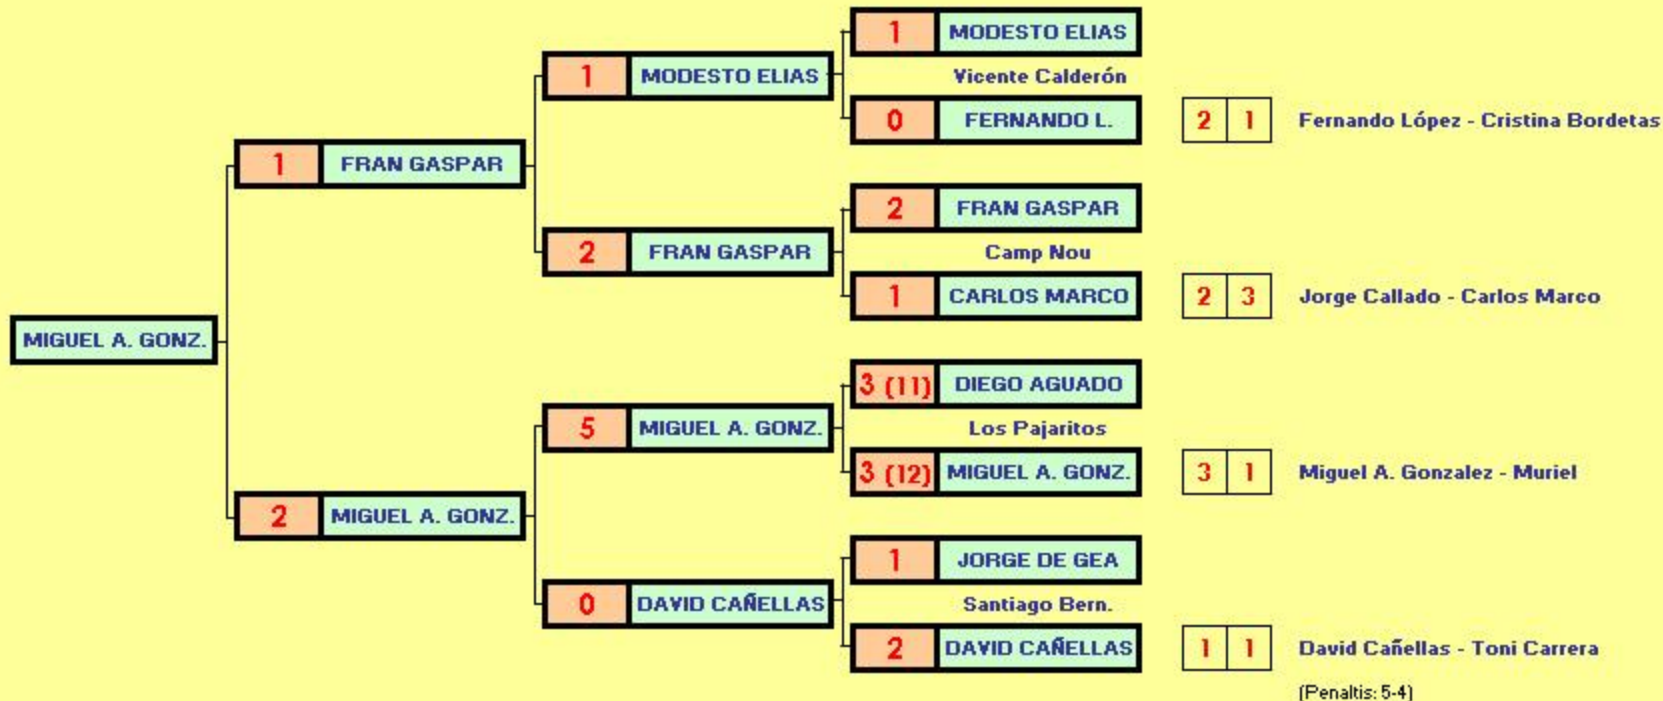 1 MODESTO ELIAS
1 MODESTO ELIAS
Vicente Calderón
0 FERNANDO L.
2 1 Fernando López - Cristina Bordetas
1 FRAN GASPAR
2 FRAN GASPAR
2 FRAN GASPAR
Camp Nou
1 CARLOS MARCO
2 3 Jorge Callado - Carlos Marco
MIGUEL A. GONZ.
3 (11) DIEGO AGUADO
5 MIGUEL A. GONZ.
Los Pajaritos
3 (12) MIGUEL A. GONZ.
3 1 Miguel A. Gonzalez - Muriel
2 MIGUEL A. GONZ.
1 JORGE DE GEA
0 DAVID CAÑELLAS
Santiago Bern.
2 DAVID CAÑELLAS
1 1 David Cañellas - Toni Carrera
(Penaltis: 5-4)